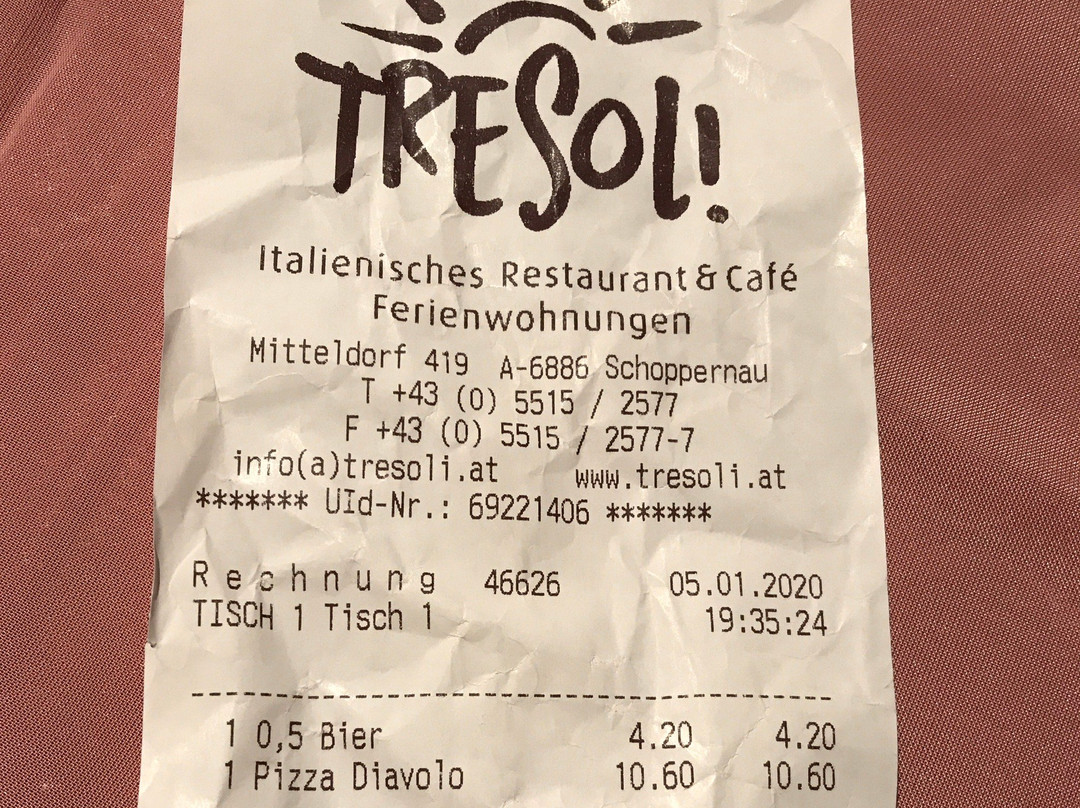 TRESOLI
Italienisches Restaurant & Café
Ferienwohnungen
Mitteldorf 419 A-6886 Schoppernau
T +43 (0) 5515 / 2577
F +43 (0) 5515 / 2577-7
info(a)tresoli.at www.tresoli.at
******* UId-Nr.: 69221406 *******
Rechnung 46626 05.01.2020
TISCH 1 Tisch 1 19:35:24
1 0,5 Bier 4.20 4.20
1 Pizza Diavolo 10.60 10.60